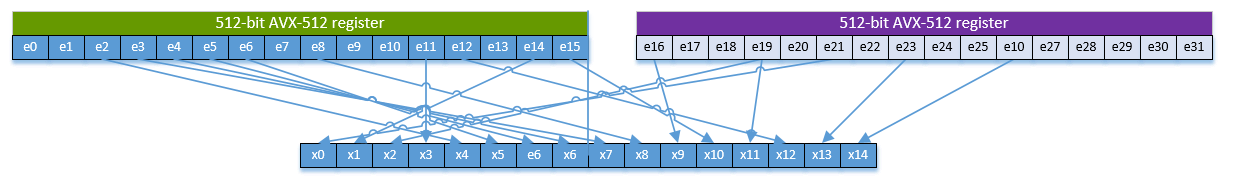 512-bit AVX-512 register 512-bit AVX-512 register
e0 e1 e2 e3 e4 e5 e6 e7 e8 e9 e10 e11 e12 e13 e14 e15 e16 e17 e18 e19 e20 e21 e22 e23 e24 e25 e10 e27 e28 e29 e30 e31
x0 x1 x2 x3 x4 x5 e6 x6 x7 x8 x9 x10 x11 x12 x13 x14